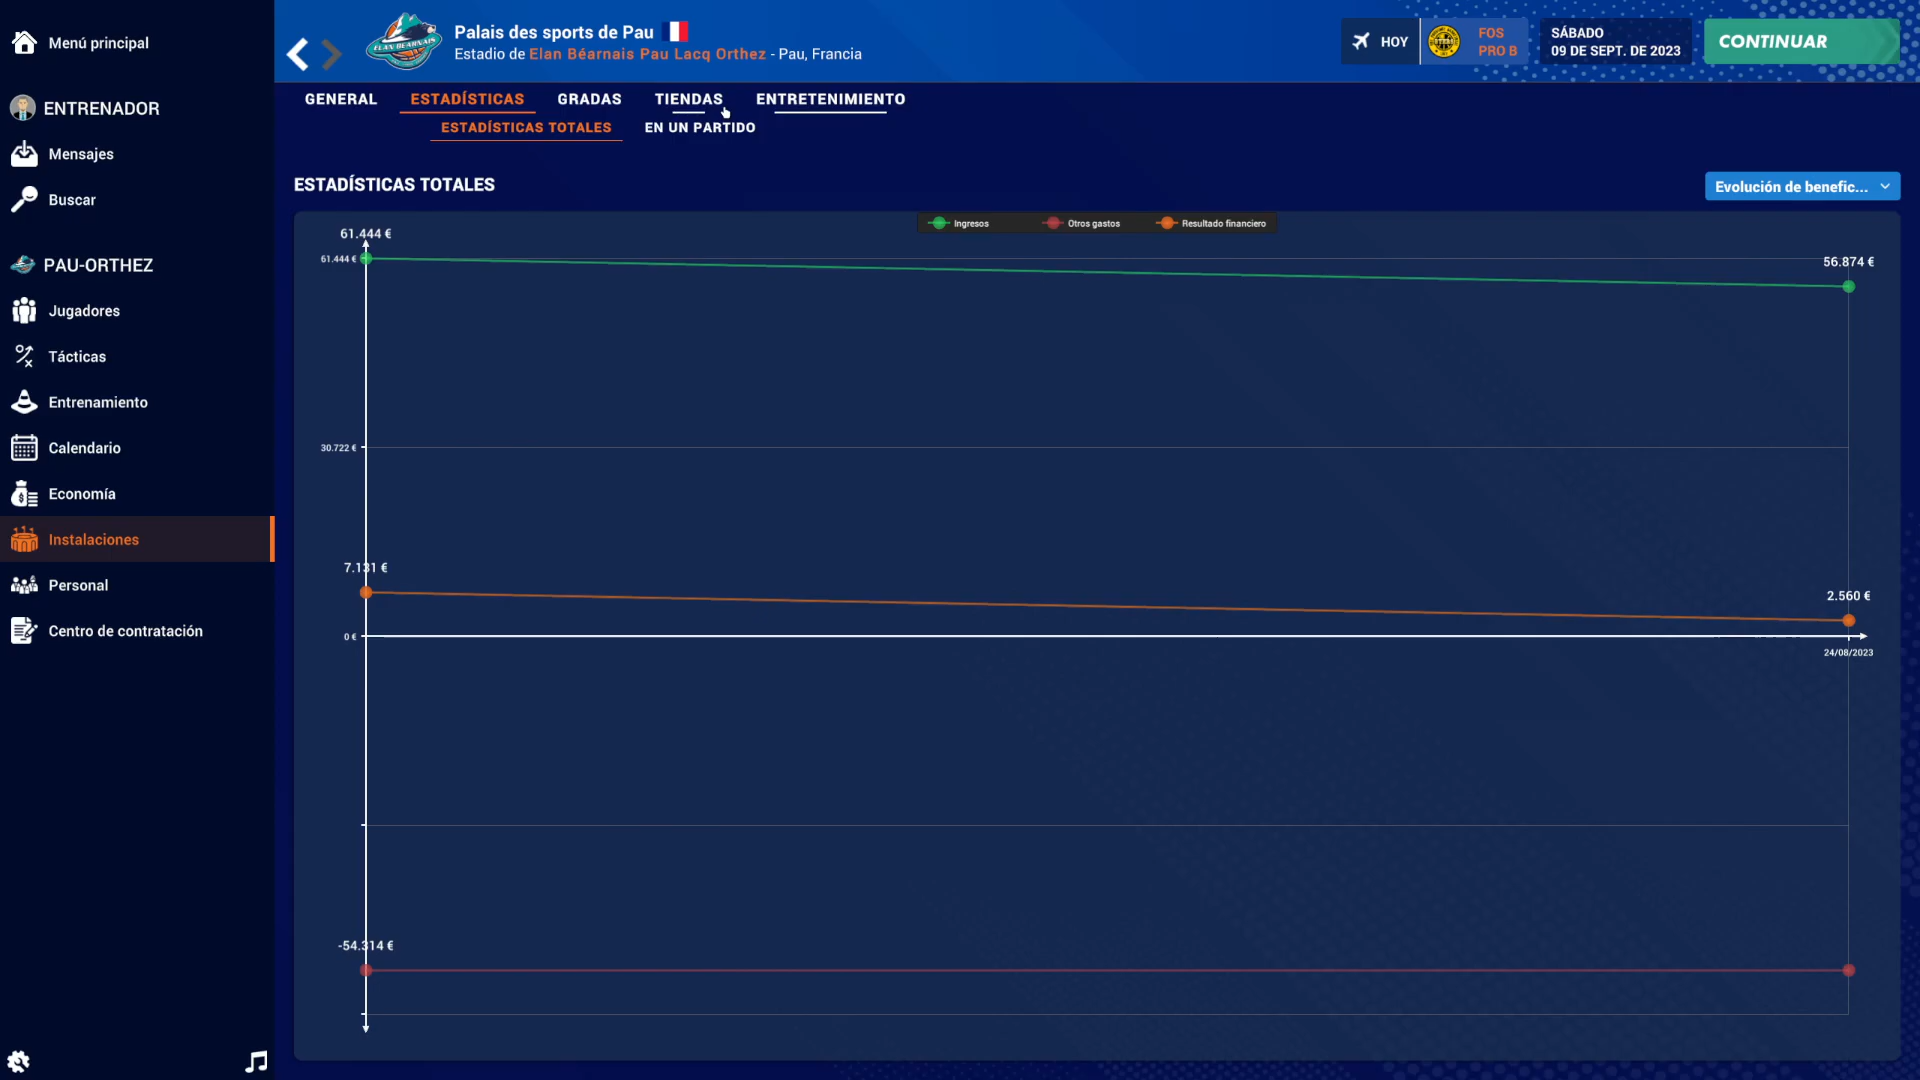 Menú principal
ENTRENADOR
Mensajes
Buscar
PAU-ORTHEZ
Jugadores
Tácticas
Entrenamiento
Calendario
Economía
Instalaciones
Personal
Centro de contratación
ELAN BÉARNAIS
Palais des sports de Pau
Estadio de Elan Béarnais Pau Lacq Orthez - Pau, Francia
HOY
FOS
PRO B
SÁBADO
09 DE SEPT. DE 2023
CONTINUAR
GENERAL
ESTADÍSTICAS
GRADAS
TIENDAS
ENTRETENIMIENTO
ESTADÍSTICAS TOTALES
EN UN PARTIDO
ESTADÍSTICAS TOTALES
Evolución de benefic...
Ingresos
Otros gastos
Resultado financiero
61.444 €
61.444 €
56.874 €
30.722 €
7.131 €
2.560 €
0 €
24/08/2023
-54.314 €